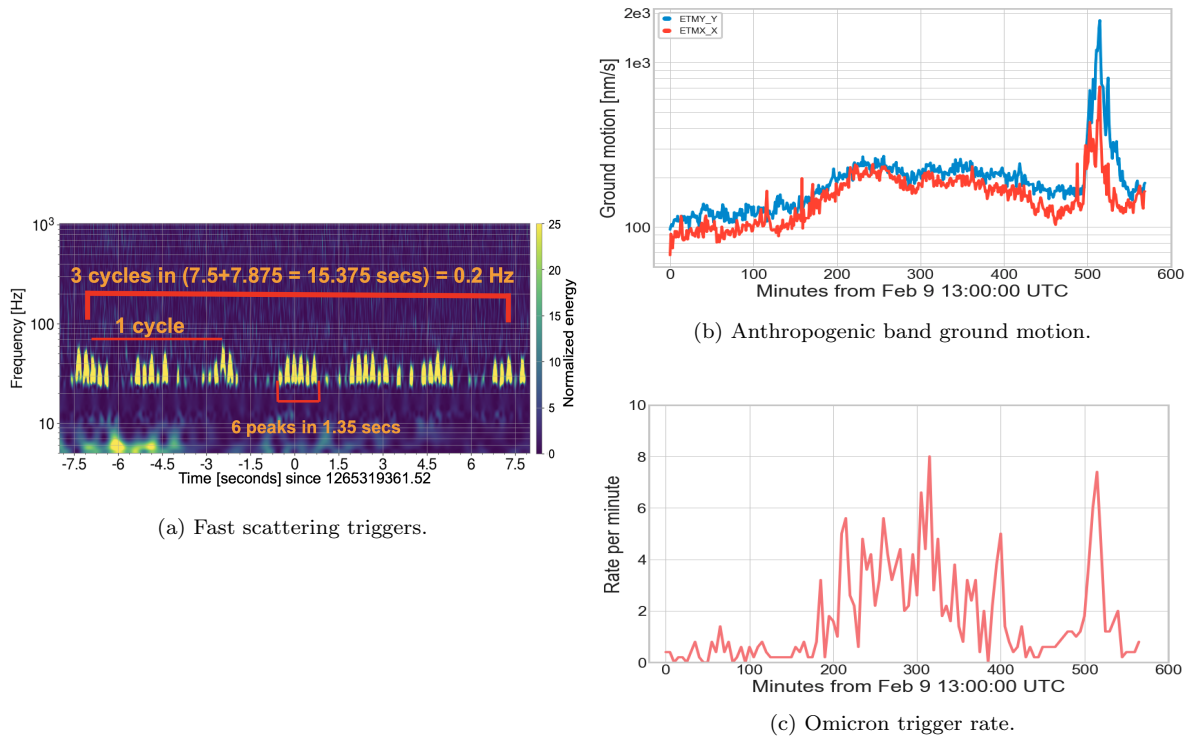 10³
100
10
Frequency [Hz]
3 cycles in (7.5+7.875 = 15.375 secs) = 0.2 Hz
1 cycle
6 peaks in 1.35 secs
-7.5 -6 -4.5 -3 -1.5 0 1.5 3 4.5 6 7.5
Time [seconds] since 1265319361.52
25
20
15
10
5
0
Normalized energy
(a) Fast scattering triggers.
ETMY_Y
ETMX_X
2e3
1e3
100
Ground motion [nm/s]
0 100 200 300 400 500 600
Minutes from Feb 9 13:00:00 UTC
(b) Anthropogenic band ground motion.
10
8
6
4
2
0
Rate per minute
0 100 200 300 400 500 600
Minutes from Feb 9 13:00:00 UTC
(c) Omicron trigger rate.